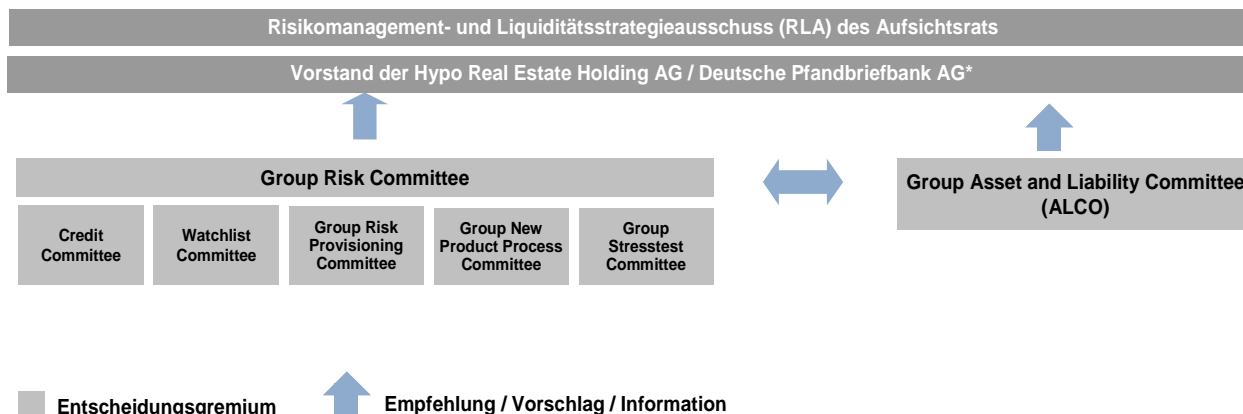 Risikomanagement- und Liquiditätsstrategieausschuss (RLA) des Aufsichtsrats
Vorstand der Hypo Real Estate Holding AG / Deutsche Pfandbriefbank AG*
Group Risk Committee
Group Asset and Liability Committee
(ALCO)
Credit
Committee
Watchlist
Committee
Group Risk
Provisioning
Committee
Group New
Product Process
Committee
Group
Stresstest
Committee
Entscheidungsgremium
Empfehlung / Vorschlag / Information